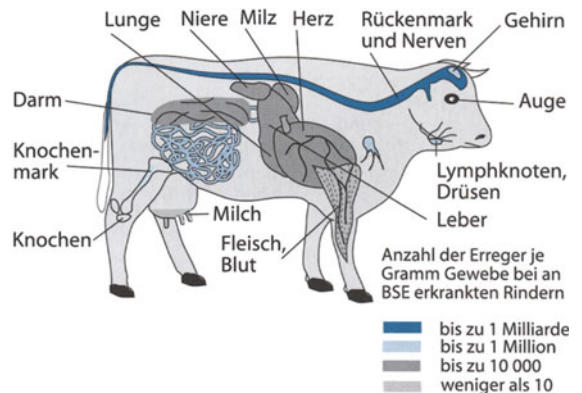 Lunge
Niere
Milz
Herz
Rückenmark
und Nerven
Gehirn
Darm
Auge
Knochen-
mark
Lymphknoten,
Drüsen
Milch
Leber
Knochen
Fleisch,
Blut
Anzahl der Erreger je
Gramm Gewebe bei an
BSE erkrankten Rindern
bis zu 1 Milliarde
bis zu 1 Million
bis zu 10 000
weniger als 10